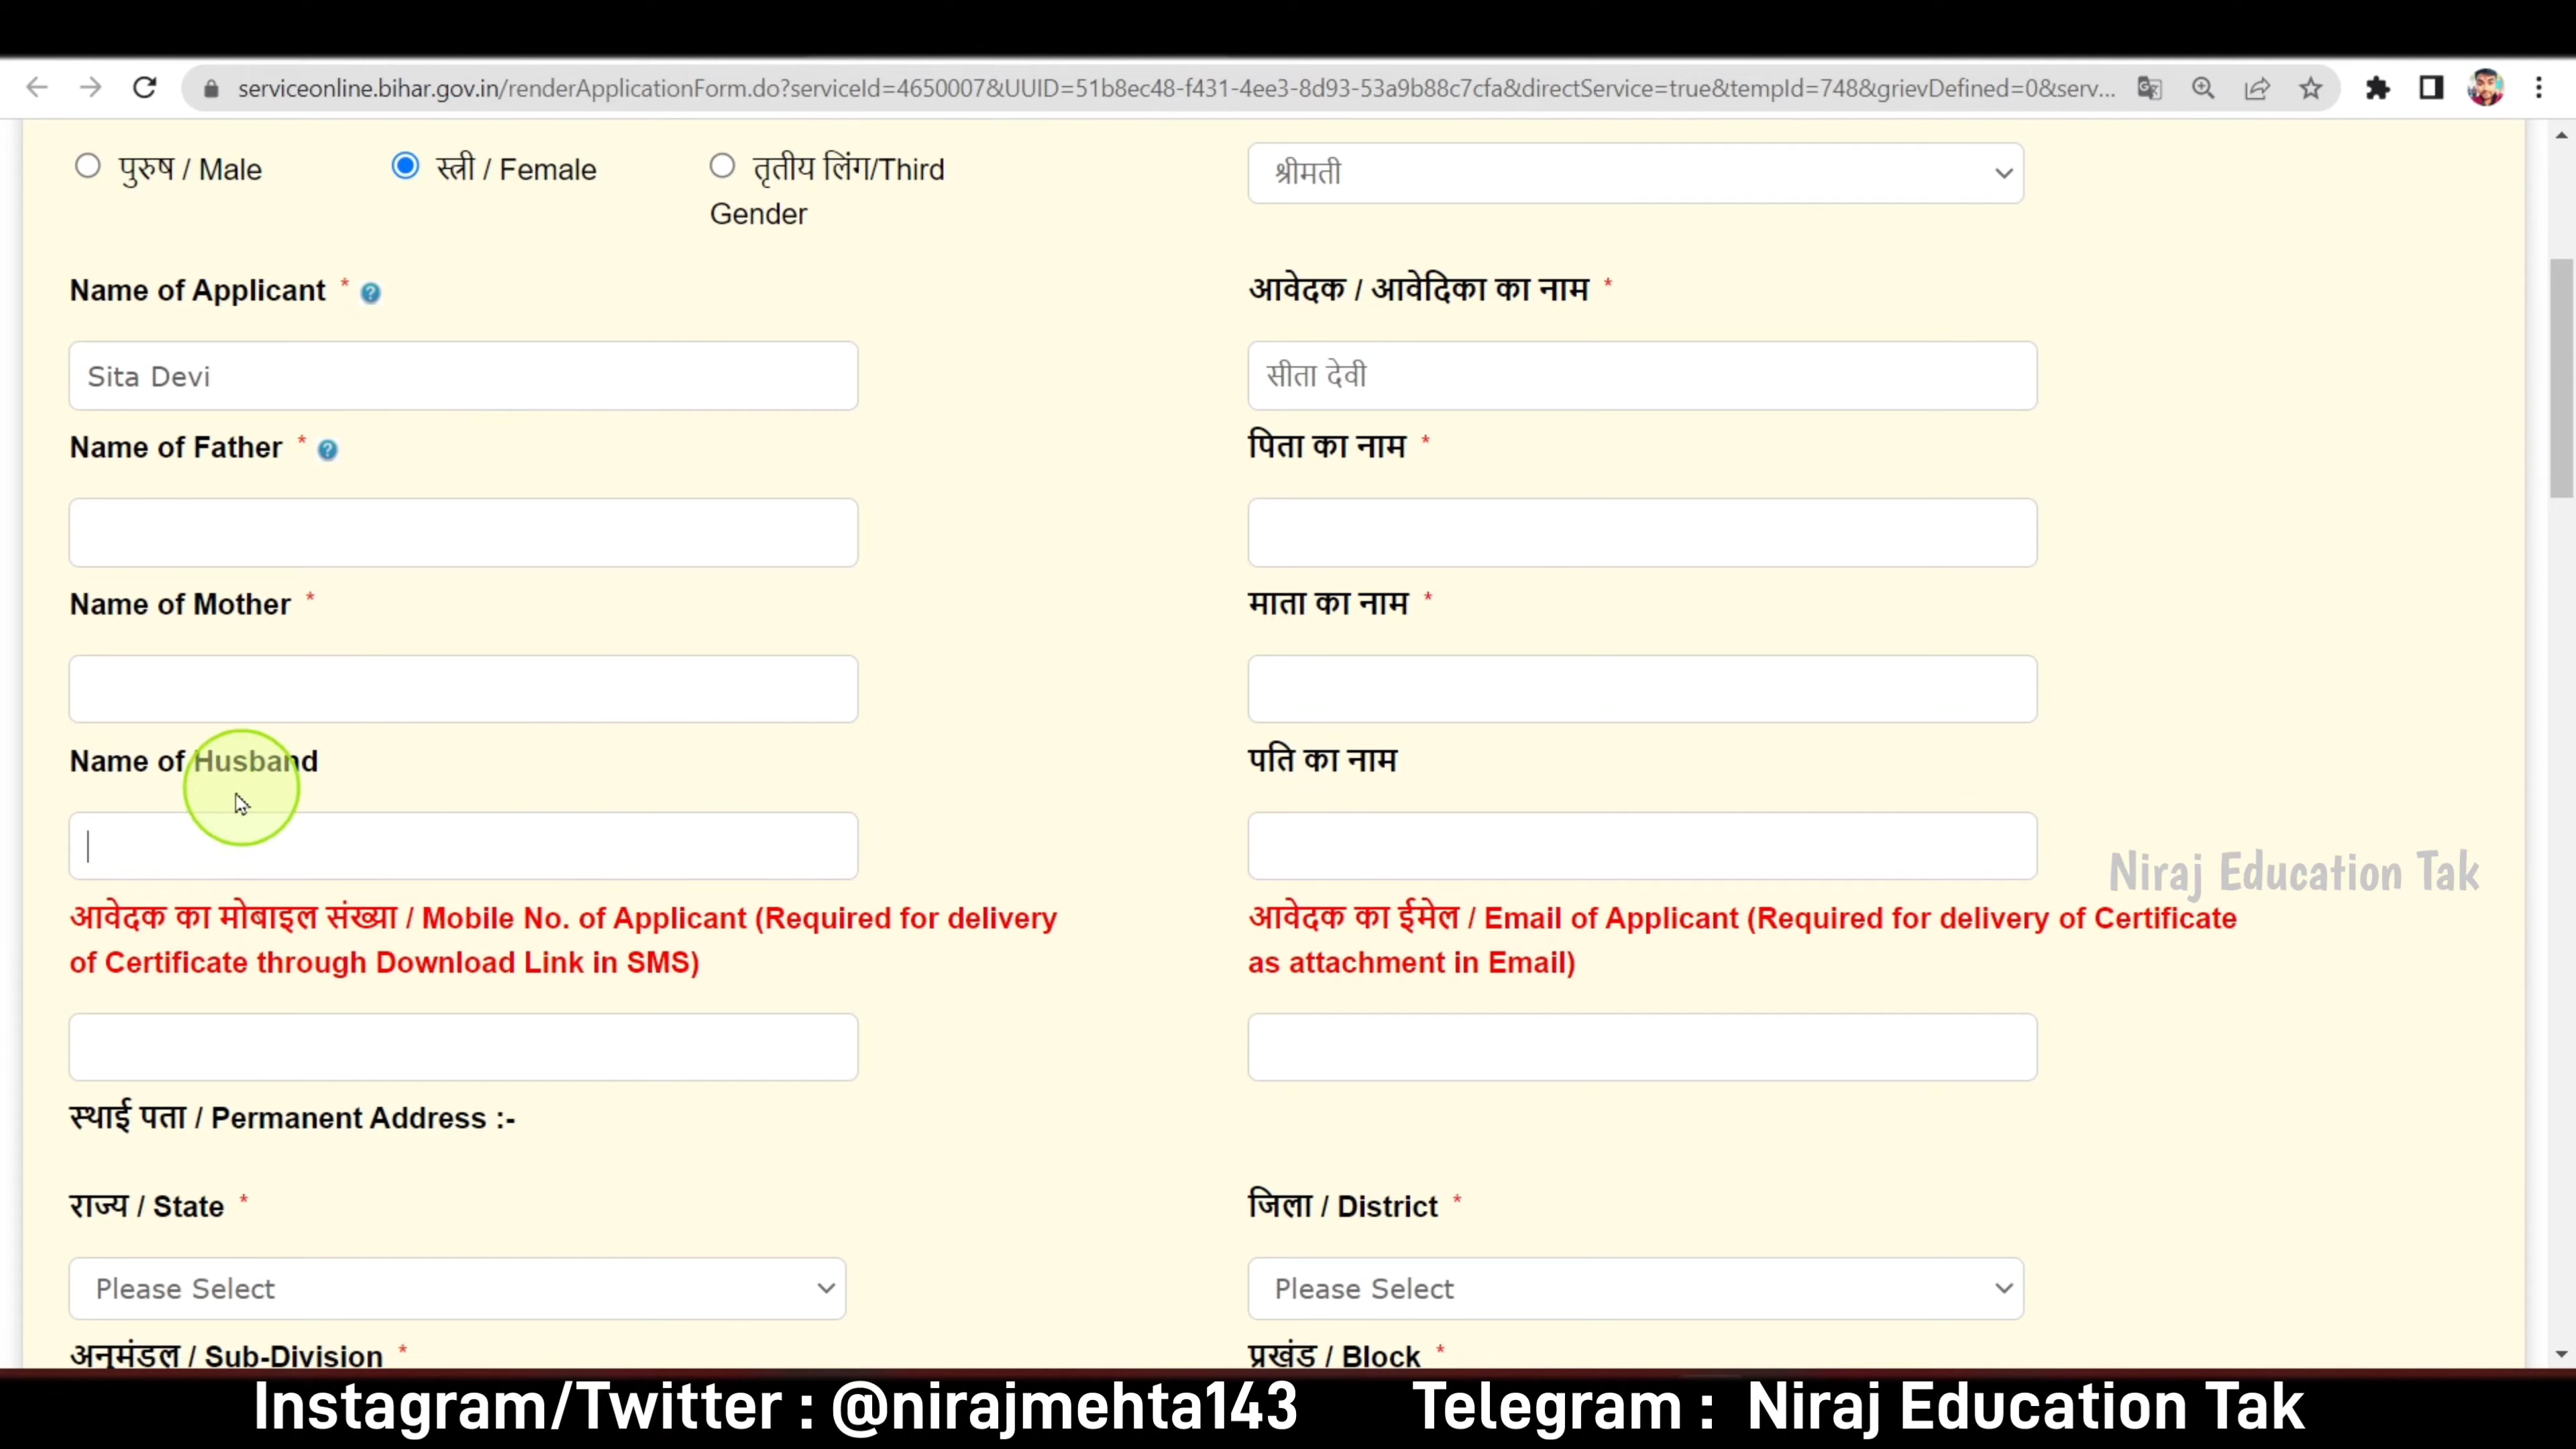 serviceonline.bihar.gov.in/renderApplicationForm.do?serviceId=4650007&UUID=51b8ec48-f431-4ee3-8d93-53a9b88c7cfa&directService=true&tempId=748&grievDefined=0&serv...
पुरुष / Male
स्त्री / Female
तृतीय लिंग/Third
Gender
श्रीमती
Name of Applicant *
आवेदक / आवेदिका का नाम *
Sita Devi
सीता देवी
Name of Father *
पिता का नाम *
Name of Mother *
माता का नाम *
Name of Husband
पति का नाम
Niraj Education Tak
आवेदक का मोबाइल संख्या / Mobile No. of Applicant (Required for delivery
of Certificate through Download Link in SMS)
आवेदक का ईमेल / Email of Applicant (Required for delivery of Certificate
as attachment in Email)
स्थाई पता / Permanent Address :-
राज्य / State *
जिला / District *
Please Select
Please Select
अनुमंडल / Sub-Division *
प्रखंड / Block *
Instagram/Twitter : @nirajmehta143
Telegram : Niraj Education Tak